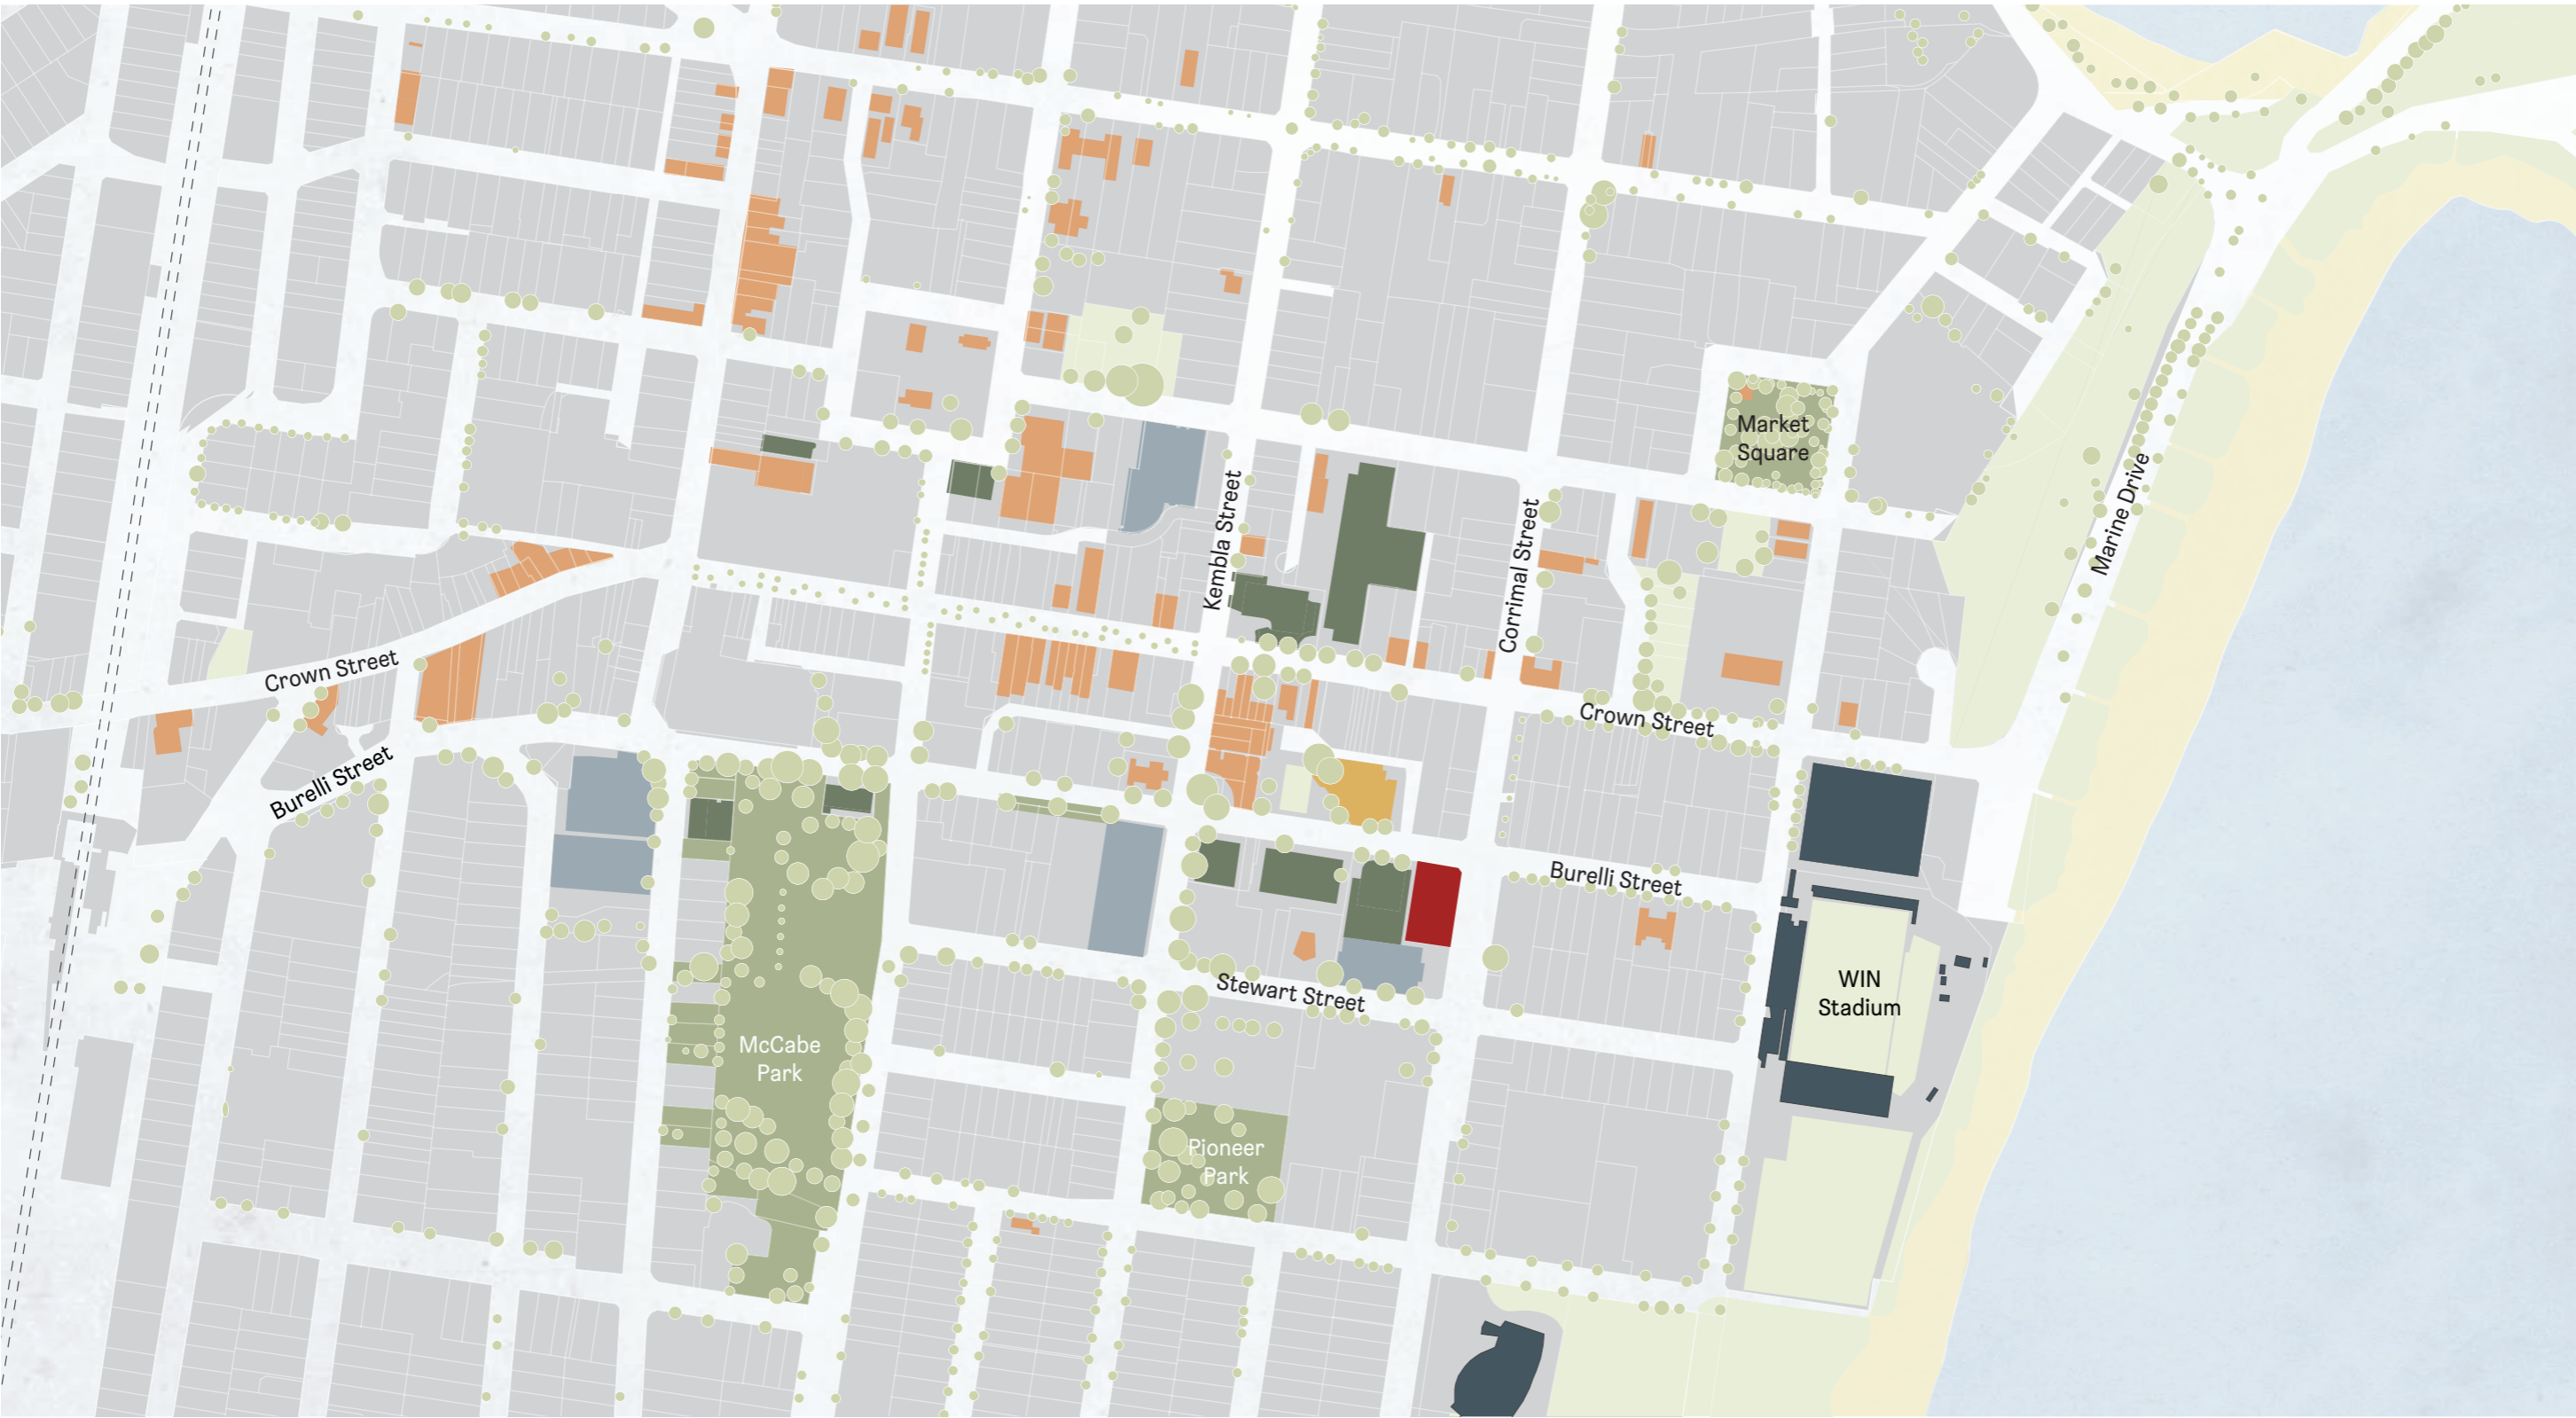 Market
Square
Marine Drive
Kembla Street
Corrimal Street
Crown Street
Crown Street
Burelli Street
Burelli Street
WIN
Stadium
Stewart Street
McCabe
Park
Pioneer
Park